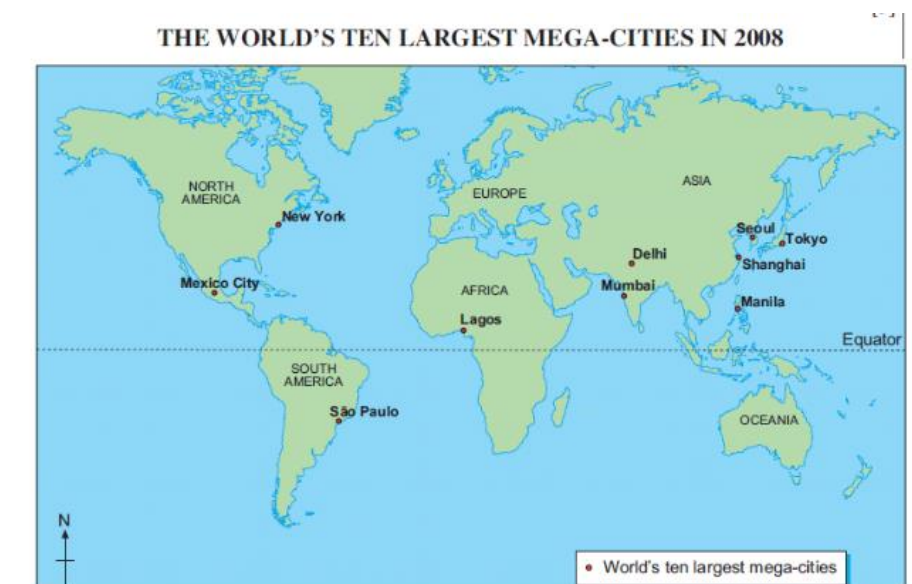 THE WORLD'S TEN LARGEST MEGA-CITIES IN 2008
NORTH
AMERICA
EUROPE
ASIA
New York
Seoul
Tokyo
Delhi
Shanghai
Mexico City
Mumbai
AFRICA
Manila
Lagos
Equator
SOUTH
AMERICA
São Paulo
OCEANIA
N
World's ten largest mega-cities